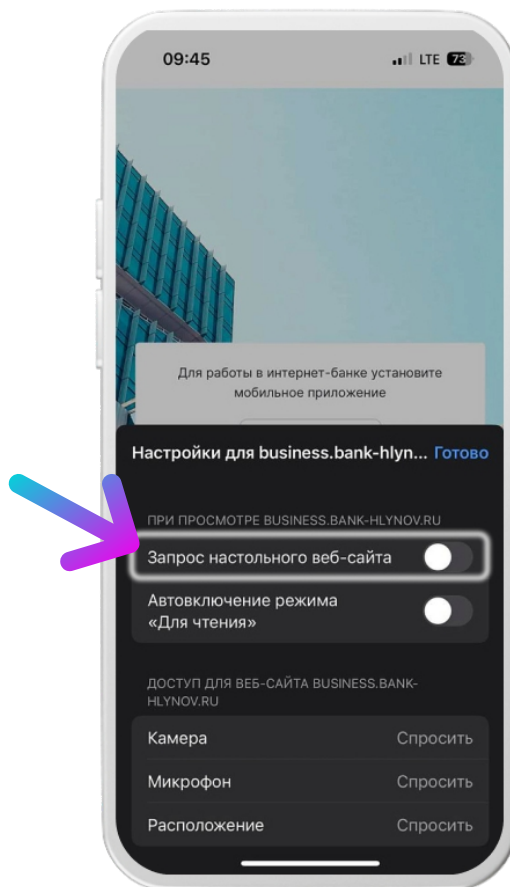 09:45
LTE 73
Для работы в интернет-банке установите
мобильное приложение
Настройки для business.bank-hlyn... Готово
ПРИ ПРОСМОТРЕ BUSINESS.BANK-HLYNOV.RU
Запрос настольного веб-сайта
Автовключение режима
«Для чтения»
ДОСТУП ДЛЯ ВЕБ-САЙТА BUSINESS.BANK-
HLYNOV.RU
Камера Спросить
Микрофон Спросить
Расположение Спросить